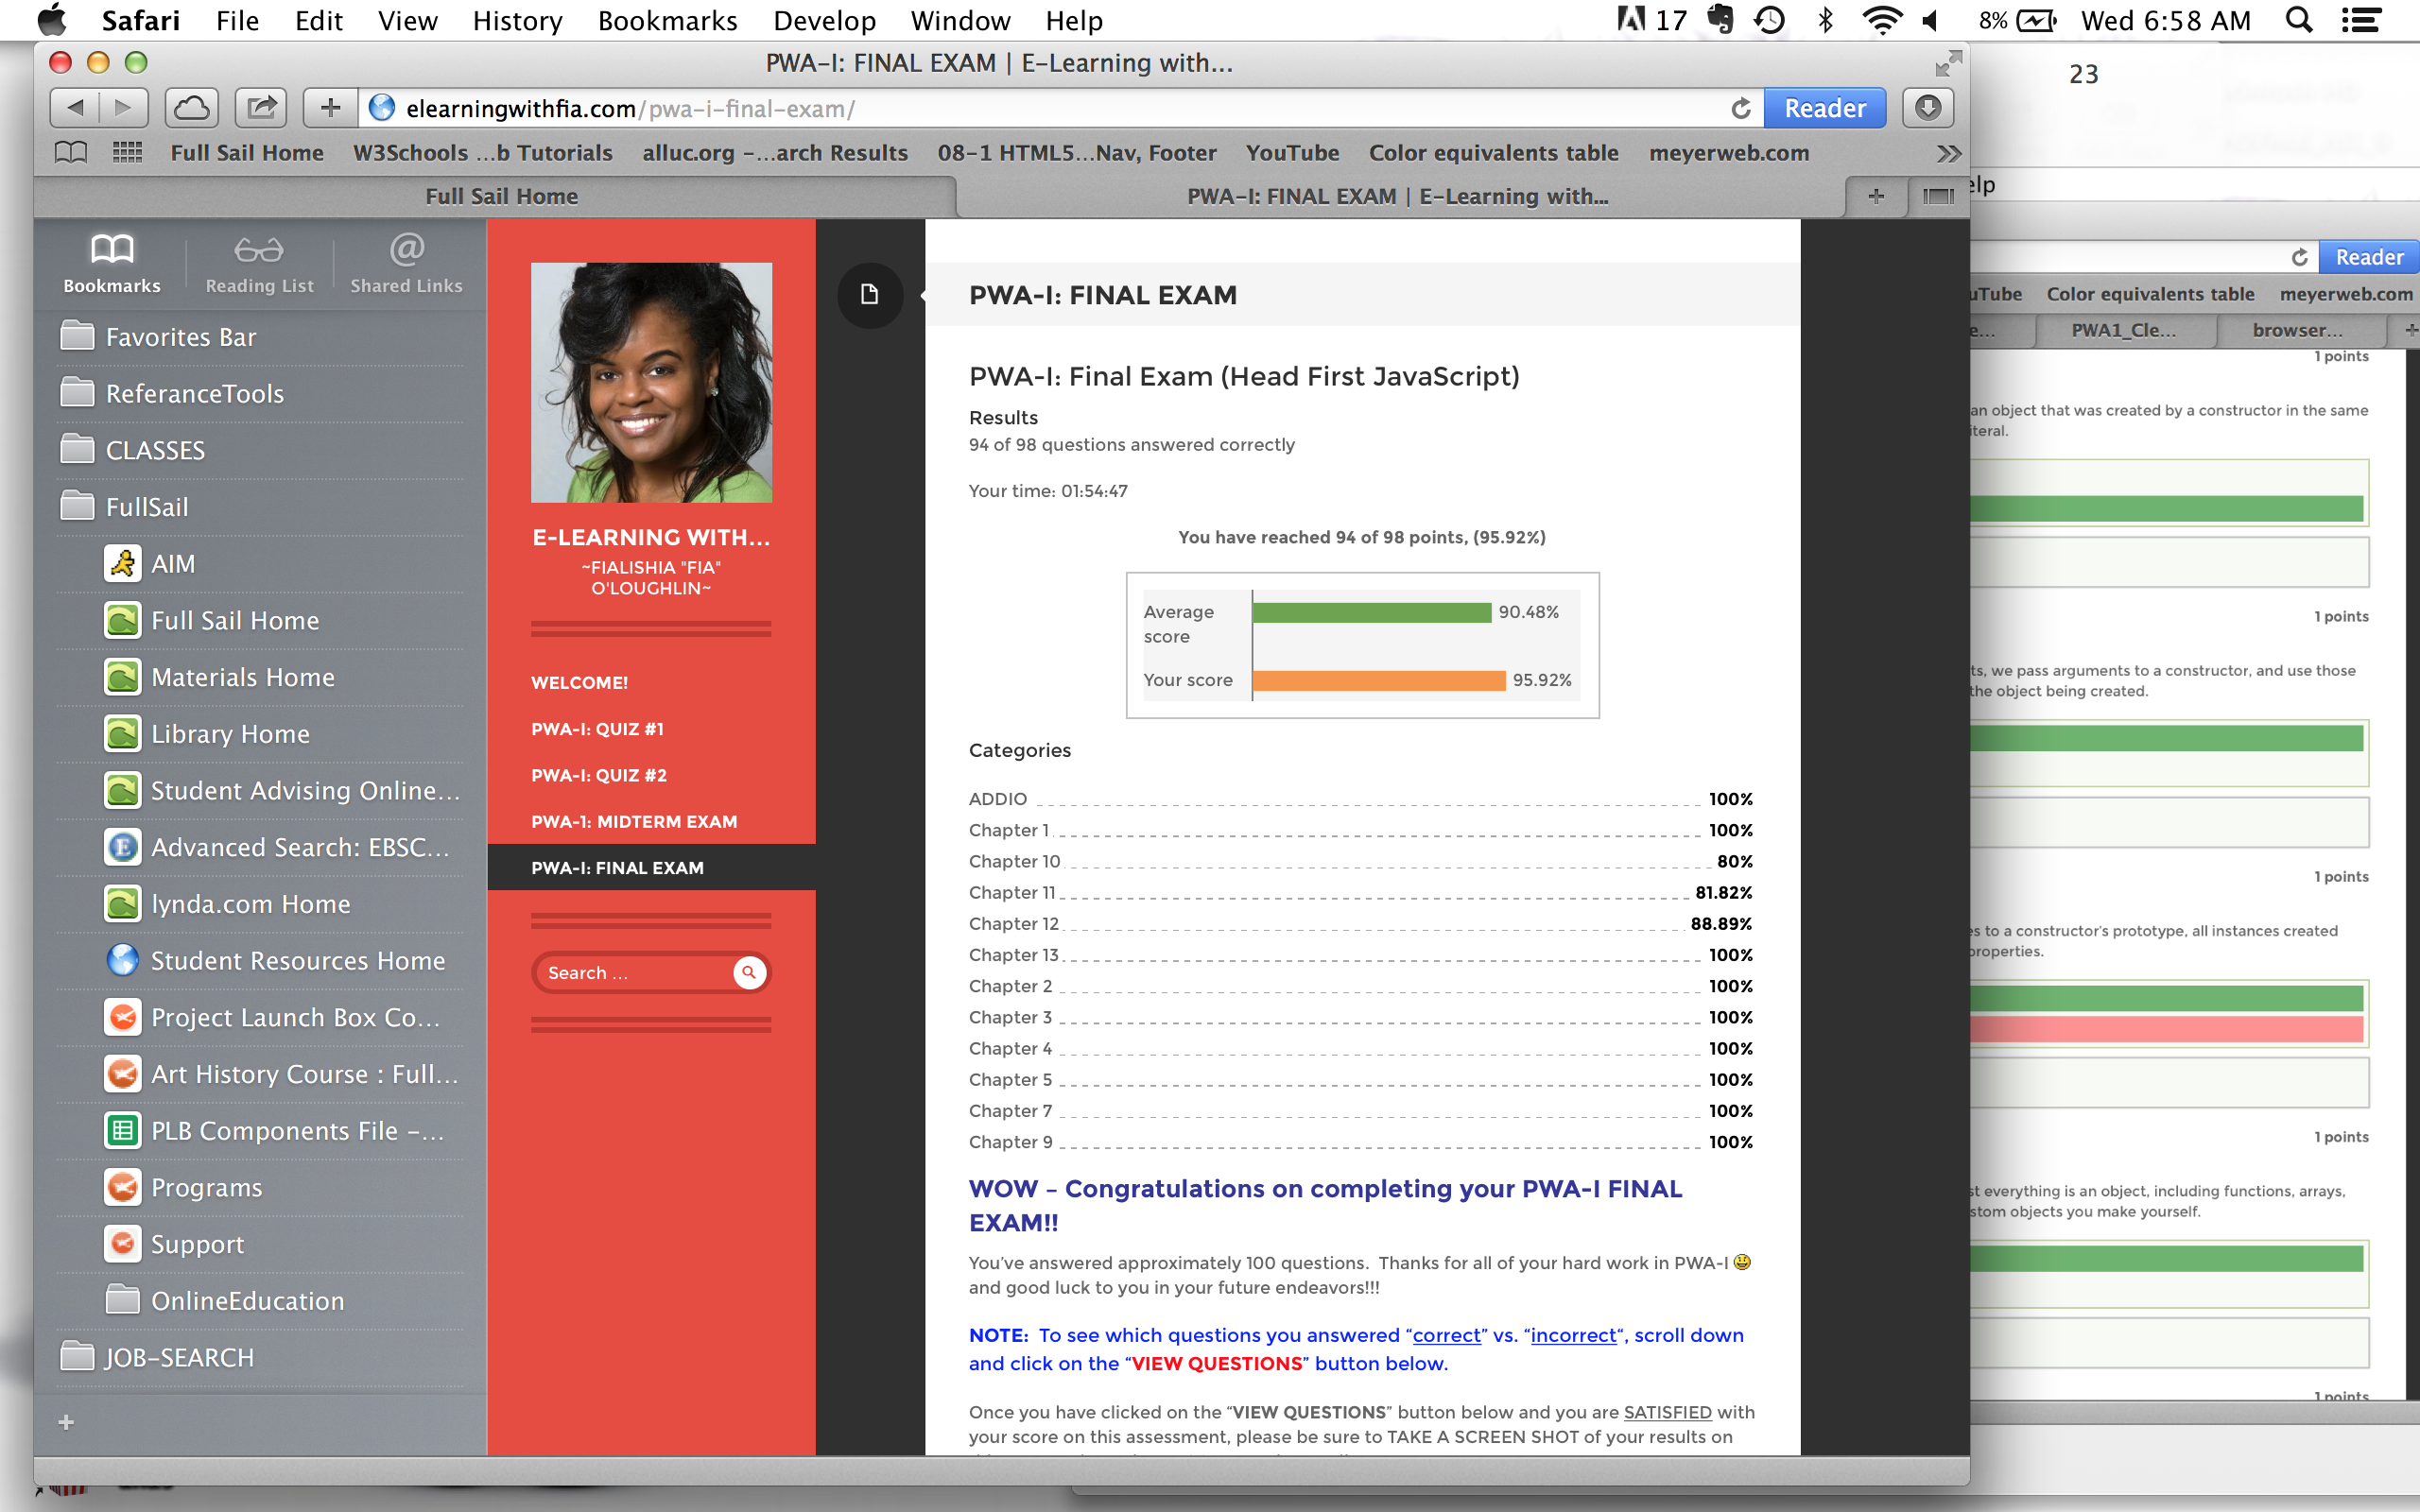 Safari File Edit View History Bookmarks Develop Window Help 17 8% Wed 6:58 AM
PWA-I: FINAL EXAM | E-Learning with...
elearningwithfia.com/pwa-i-final-exam/ Reader
Full Sail Home W3Schools ...b Tutorials alluc.org -...arch Results 08-1 HTML5...Nav, Footer YouTube Color equivalents table meyerweb.com
Full Sail Home PWA-I: FINAL EXAM | E-Learning with...
Bookmarks Reading List Shared Links
Favorites Bar
ReferanceTools
CLASSES
FullSail
AIM
Full Sail Home
Materials Home
Library Home
Student Advising Online...
Advanced Search: EBSC...
lynda.com Home
Student Resources Home
Project Launch Box Co...
Art History Course : Full...
PLB Components File -...
Programs
Support
OnlineEducation
JOB-SEARCH
E-LEARNING WITH...
~FIALISHIA "FIA"
O'LOUGHLIN~
WELCOME!
PWA-I: QUIZ #1
PWA-I: QUIZ #2
PWA-1: MIDTERM EXAM
PWA-I: FINAL EXAM
Search ...
PWA-I: FINAL EXAM
PWA-I: Final Exam (Head First JavaScript)
Results
94 of 98 questions answered correctly
Your time: 01:54:47
You have reached 94 of 98 points, (95.92%)
Average score 90.48%
Your score 95.92%
Categories
ADDIO 100%
Chapter 1 100%
Chapter 10 80%
Chapter 11 81.82%
Chapter 12 88.89%
Chapter 13 100%
Chapter 2 100%
Chapter 3 100%
Chapter 4 100%
Chapter 5 100%
Chapter 7 100%
Chapter 9 100%
WOW – Congratulations on completing your PWA-I FINAL
EXAM!!
You've answered approximately 100 questions. Thanks for all of your hard work in PWA-I
and good luck to you in your future endeavors!!!
NOTE: To see which questions you answered “correct” vs. “incorrect“, scroll down
and click on the “VIEW QUESTIONS” button below.
Once you have clicked on the “VIEW QUESTIONS” button below and you are SATISFIED with
your score on this assessment, please be sure to TAKE A SCREEN SHOT of your results on
23
elp
Reader
uTube Color equivalents table meyerweb.com
e... PWA1_Cle... browser...
1 points
an object that was created by a constructor in the same
iteral.
1 points
ts, we pass arguments to a constructor, and use those
the object being created.
1 points
es to a constructor's prototype, all instances created
properties.
1 points
st everything is an object, including functions, arrays,
stom objects you make yourself.
1 points